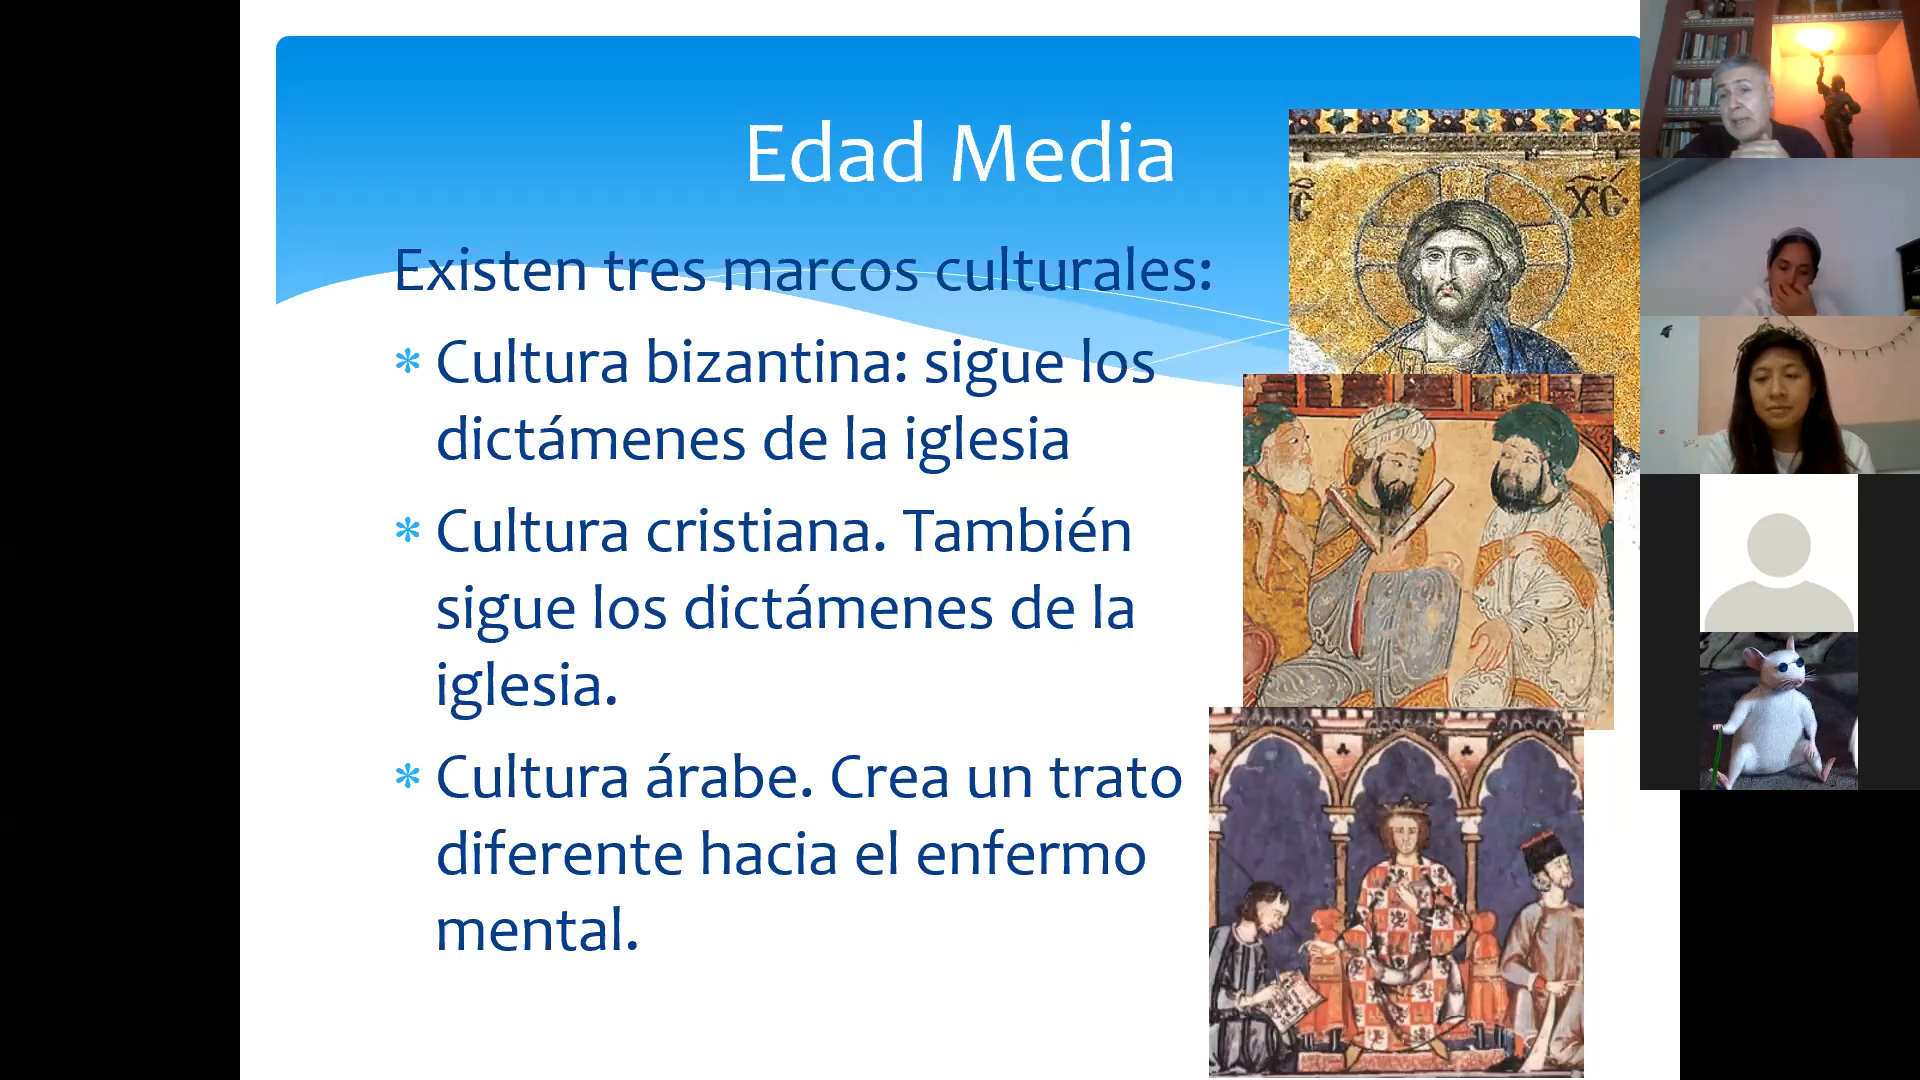 Edad Media
Existen tres marcos culturales:
* Cultura bizantina: sigue los
dictámenes de la iglesia
* Cultura cristiana. También
sigue los dictámenes de la
iglesia.
* Cultura árabe. Crea un trato
diferente hacia el enfermo
mental.